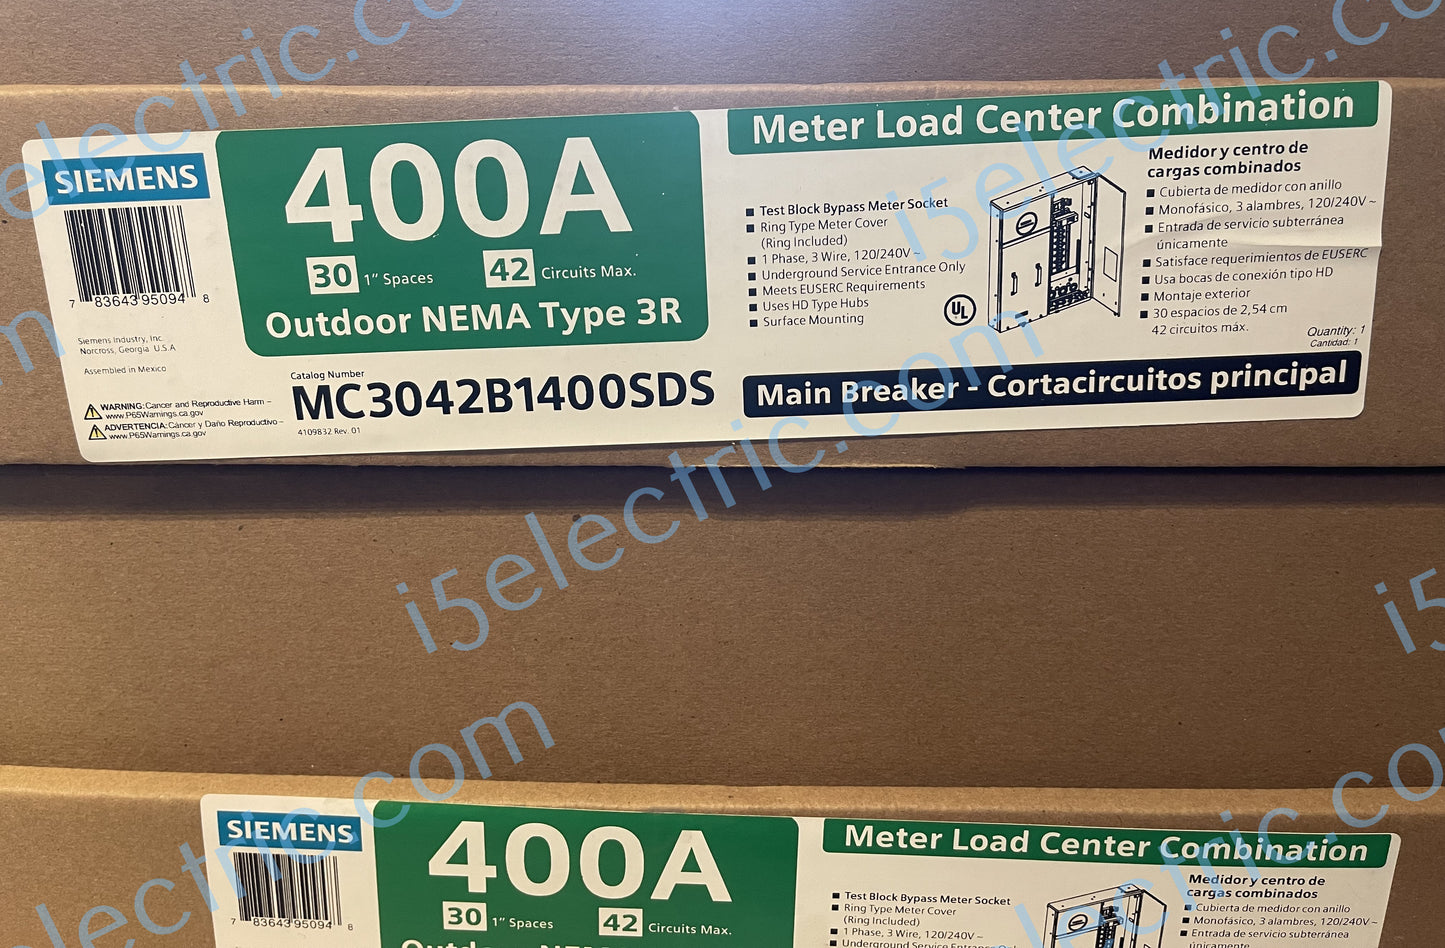 SIEMENS
7 83643 95094 8
Siemens Industry, Inc.
Norcross, Georgia U.S.A
Assembled in Mexico
WARNING: Cancer and Reproductive Harm –
www.P65Warnings.ca.gov
ADVERTENCIA: Cáncer y Daño Reproductivo –
www.P65Warnings.ca.gov
400A
30 1” Spaces 42 Circuits Max.
Outdoor NEMA Type 3R
Catalog Number
MC3042B1400SDS
4109832 Rev. 01
Meter Load Center Combination
■ Test Block Bypass Meter Socket
■ Ring Type Meter Cover
(Ring Included)
■ 1 Phase, 3 Wire, 120/240V ~
■ Underground Service Entrance Only
■ Meets EUSERC Requirements
■ Uses HD Type Hubs
■ Surface Mounting
UL
Medidor y centro de
cargas combinados
■ Cubierta de medidor con anillo
■ Monofásico, 3 alambres, 120/240V ~
■ Entrada de servicio subterránea
únicamente
■ Satisface requerimientos de EUSERC
■ Usa bocas de conexión tipo HD
■ Montaje exterior
■ 30 espacios de 2,54 cm
42 circuitos máx.
Quantity: 1
Cantidad: 1
Main Breaker - Cortacircuitos principal
i5electric.com
i5electric.com
i5electric.com
SIEMENS
7 83643 95094 8
400A
30 1” Spaces 42 Circuits Max.
Meter Load Center Combination
■ Test Block Bypass Meter Socket
■ Ring Type Meter Cover
(Ring Included)
■ 1 Phase, 3 Wire, 120/240V ~
■ Underground Service
Medidor y centro de
cargas combinados
■ Cubierta de medidor con anillo
■ Monofásico, 3 alambres, 120/240V ~
■ Entrada de servicio subterránea